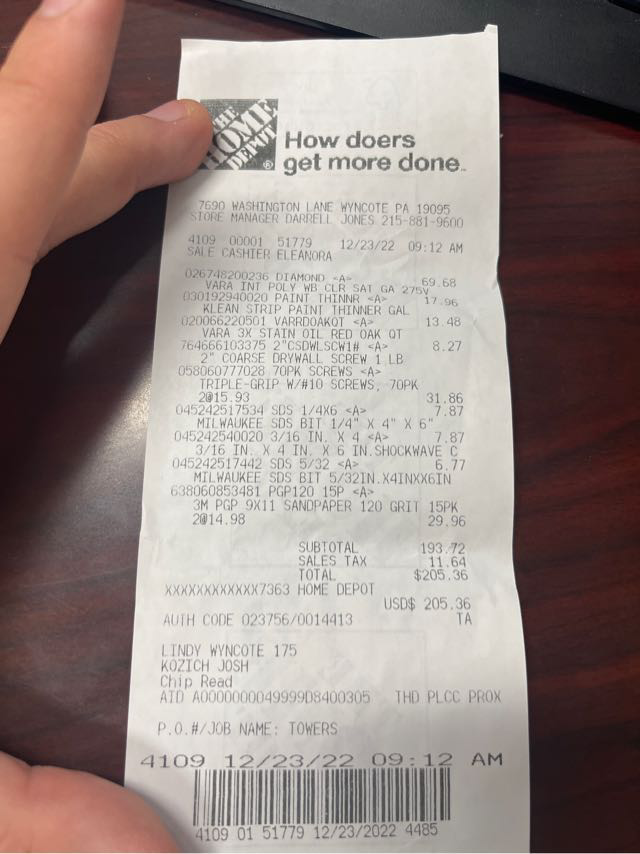 THE
HOME
DEPOT
®
How doers
get more done™
7690 WASHINGTON LANE WYNCOTE PA 19095
STORE MANAGER DARRELL JONES 215-881-9600
4109 00001 51779 12/23/22 09:12 AM
SALE CASHIER ELEANORA
026748200236 DIAMOND <A> 69.68
VARA INT POLY WB CLR SAT GA 275V
030192940020 PAINT THINNR <A> 17.96
KLEAN STRIP PAINT THINNER GAL
020066220501 VARRDOAKQT <A> 13.48
VARA 3X STAIN OIL RED OAK QT
764666103375 2"CSDWLSCW1# <A> 8.27
2" COARSE DRYWALL SCREW 1 LB
058060777028 70PK SCREWS <A>
TRIPLE-GRIP W/#10 SCREWS, 70PK
2@15.93 31.86
045242517534 SDS 1/4X6 <A> 7.87
MILWAUKEE SDS BIT 1/4" X 4" X 6"
045242540020 3/16 IN. X 4 <A> 7.87
3/16 IN. X 4 IN. X 6 IN.SHOCKWAVE C
045242517442 SDS 5/32 <A> 6.77
MILWAUKEE SDS BIT 5/32IN.X4INXX6IN
638060853481 PGP120 15P <A>
3M PGP 9X11 SANDPAPER 120 GRIT 15PK
2@14.98 29.96
SUBTOTAL 193.72
SALES TAX 11.64
TOTAL $205.36
XXXXXXXXXXXX7363 HOME DEPOT
USD$ 205.36
AUTH CODE 023756/0014413 TA
LINDY WYNCOTE 175
KOZICH JOSH
Chip Read
AID A0000000049999D8400305 THD PLCC PROX
P.O.#/JOB NAME: TOWERS
4109 12/23/22 09:12 AM
4109 01 51779 12/23/2022 4485